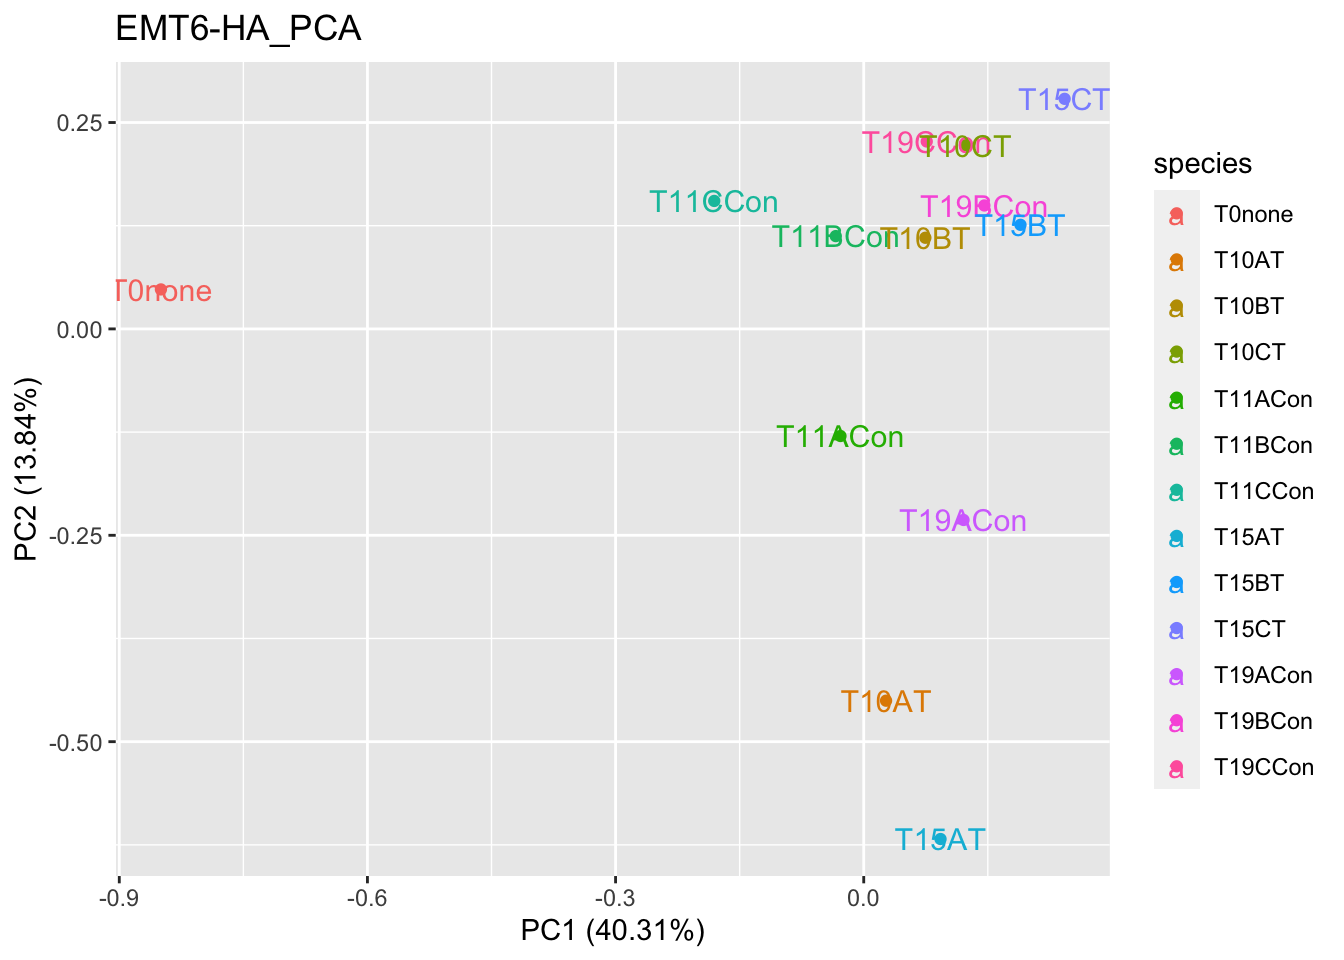 EMT6-HA_PCA
T15CT
0.25
T19CCon
T10CT
T11CCon
T19BCon
T15BT
T11BCon
T10BT
T0none
0.00
T11ACon
T19ACon
-0.25
T10AT
-0.50
T15AT
-0.9
-0.6
-0.3
0.0
PC1 (40.31%)
PC2 (13.84%)
species
a T0none
a T10AT
a T10BT
a T10CT
a T11ACon
a T11BCon
a T11CCon
a T15AT
a T15BT
a T15CT
a T19ACon
a T19BCon
a T19CCon